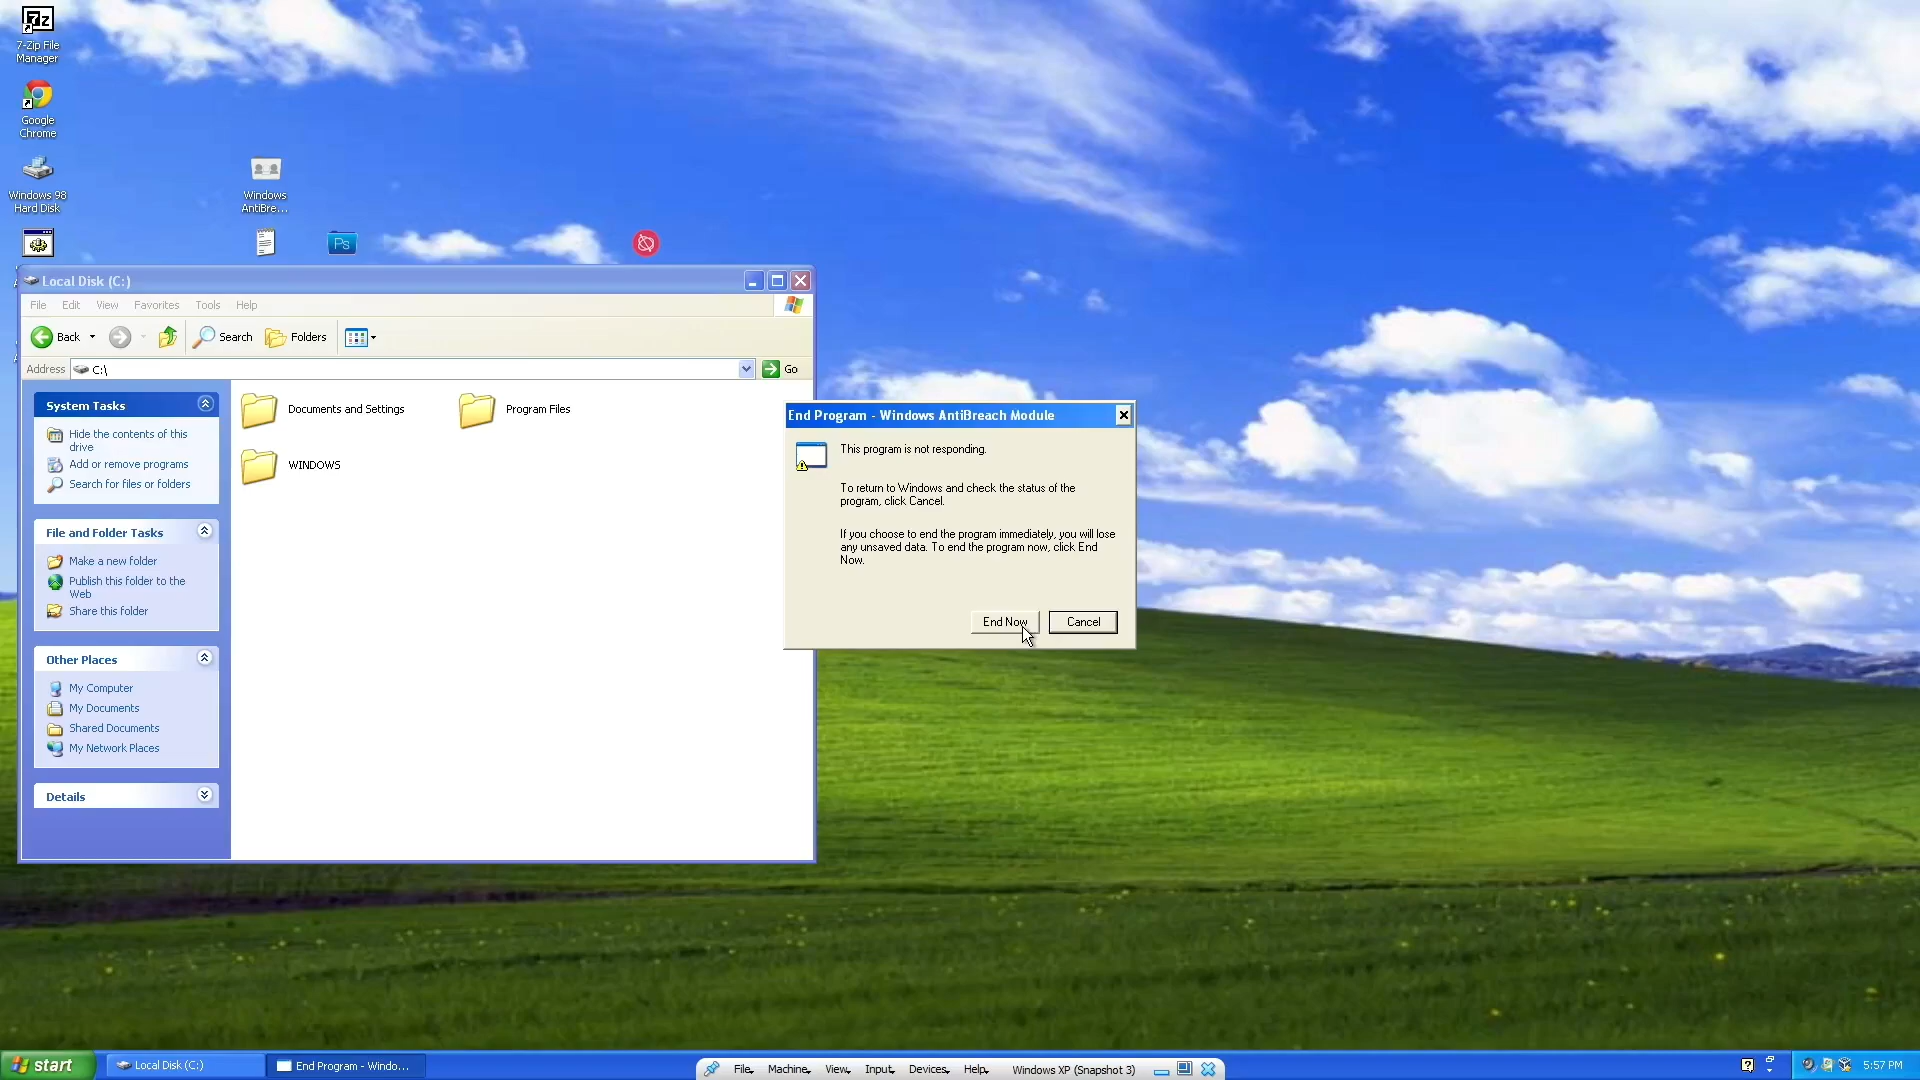 7-Zip File
Manager
Google
Chrome
Windows 98
Hard Disk
Windows
AntiBre...
Ps
Local Disk (C:)
File Edit View Favorites Tools Help
Back Search Folders
Address C:\ Go
System Tasks
Hide the contents of this
drive
Add or remove programs
Search for files or folders
File and Folder Tasks
Make a new folder
Publish this folder to the
Web
Share this folder
Other Places
My Computer
My Documents
Shared Documents
My Network Places
Details
Documents and Settings
Program Files
WINDOWS
End Program - Windows AntiBreach Module
This program is not responding.
To return to Windows and check the status of the
program, click Cancel.
If you choose to end the program immediately, you will lose
any unsaved data. To end the program now, click End
Now.
End Now Cancel
start Local Disk (C:) End Program - Windo...
File Machine View Input Devices Help Windows XP (Snapshot 3)
5:57 PM